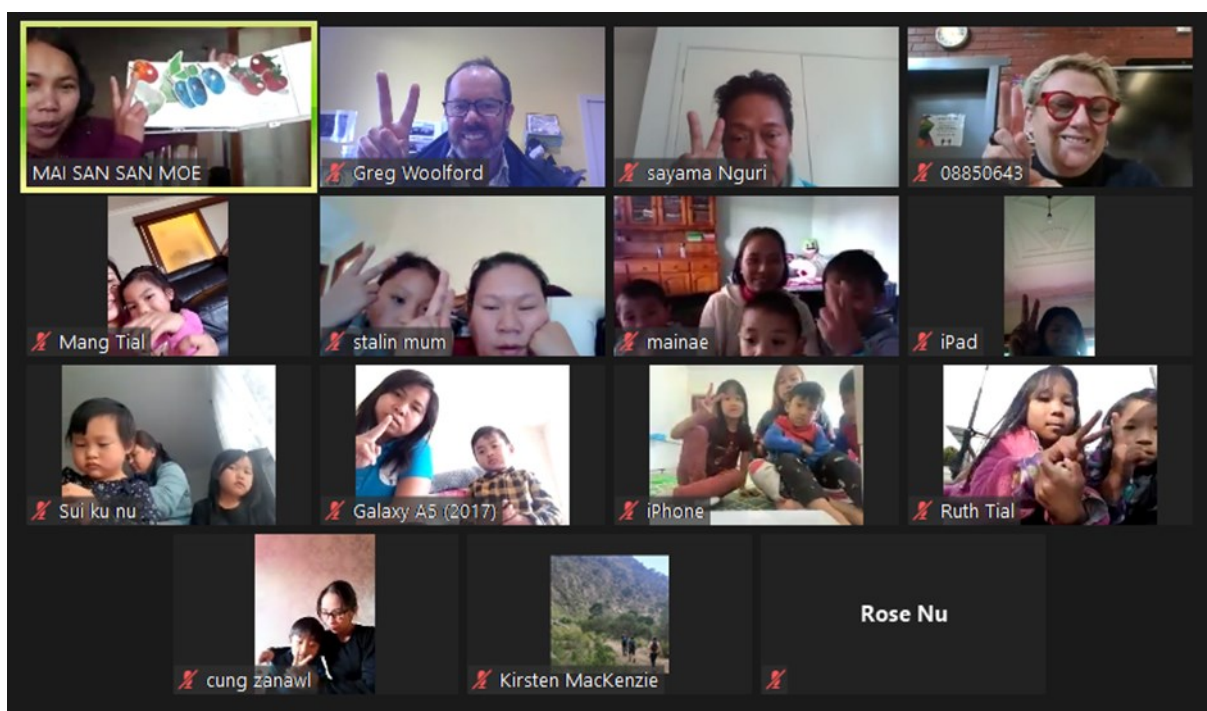 MAI SAN SAN MOE
Greg Woolford
sayama Nguri
08850643
Mang Tial
stalin mum
mainae
iPad
Sui ku nu
Galaxy A5 (2017)
iPhone
Ruth Tial
cung zanawl
Kirsten MacKenzie
Rose Nu